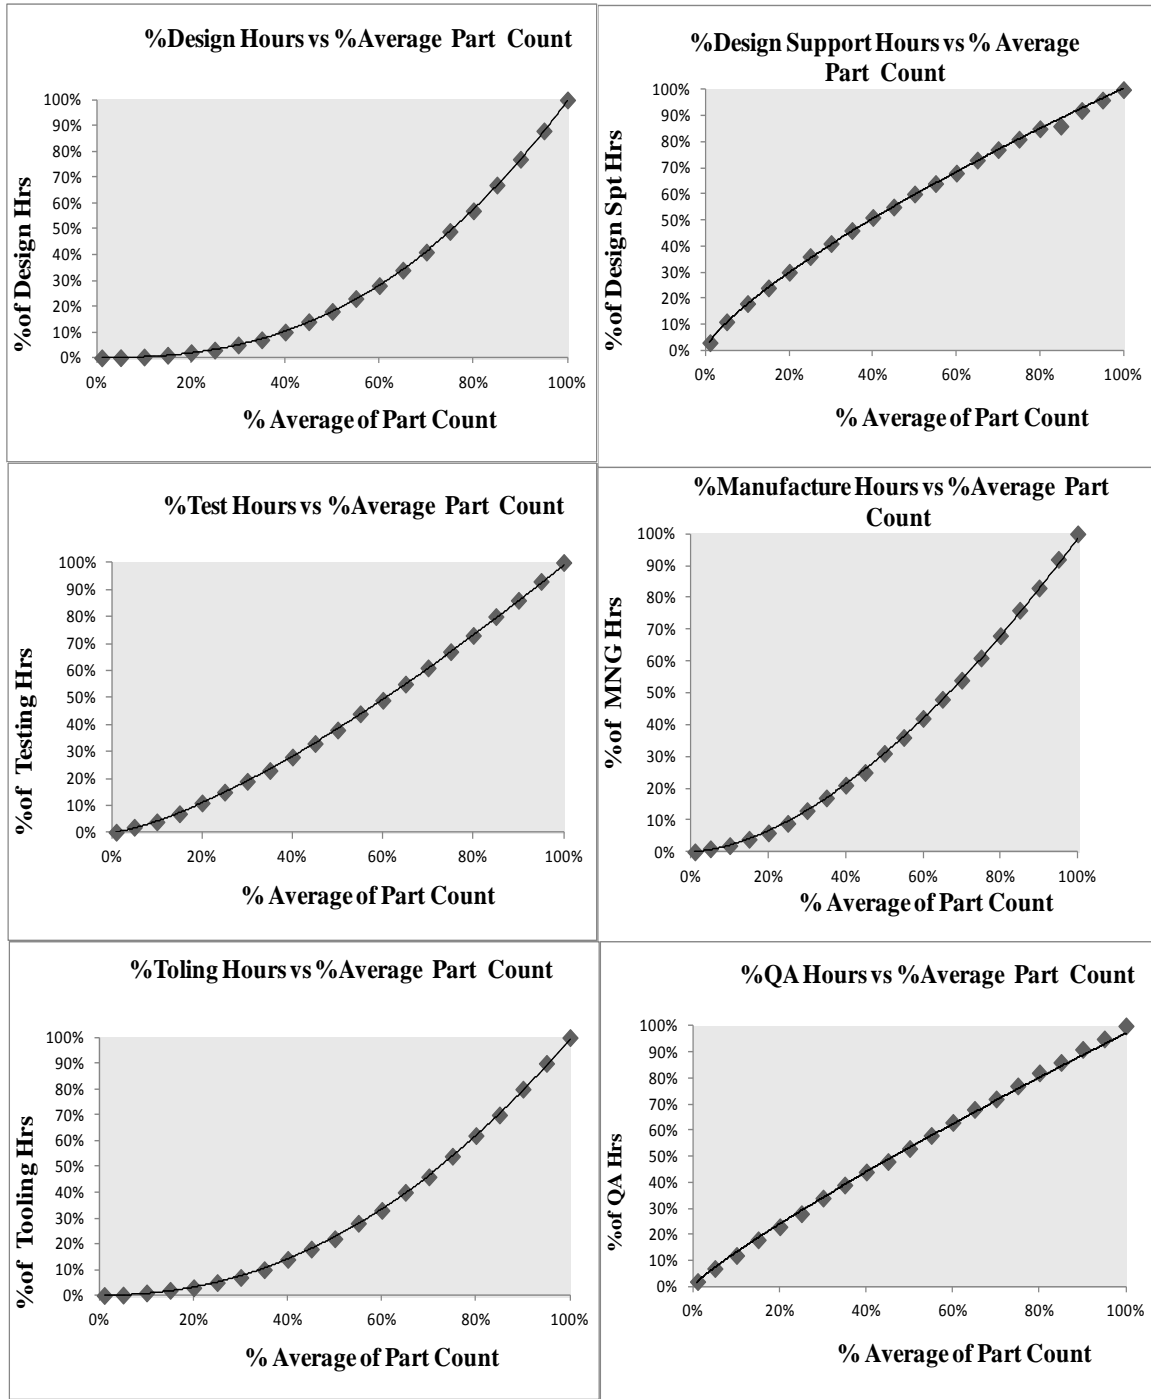 %Design Hours vs %Average Part Count
100%
90%
80%
70%
60%
50%
40%
30%
20%
10%
0%
0% 20% 40% 60% 80% 100%
%of Design Hrs
% Average of Part Count
%Design Support Hours vs % Average
Part Count
100%
90%
80%
70%
60%
50%
40%
30%
20%
10%
0%
0% 20% 40% 60% 80% 100%
%of Design Spt Hrs
% Average of Part Count
%Test Hours vs %Average Part Count
100%
90%
80%
70%
60%
50%
40%
30%
20%
10%
0%
0% 20% 40% 60% 80% 100%
%of Testing Hrs
% Average of Part Count
%Manufacture Hours vs %Average Part
Count
100%
90%
80%
70%
60%
50%
40%
30%
20%
10%
0%
0% 20% 40% 60% 80% 100%
%of MNG Hrs
% Average of Part Count
%Toling Hours vs %Average Part Count
100%
90%
80%
70%
60%
50%
40%
30%
20%
10%
0%
0% 20% 40% 60% 80% 100%
%of Tooling Hrs
% Average of Part Count
%QA Hours vs %Average Part Count
100%
90%
80%
70%
60%
50%
40%
30%
20%
10%
0%
0% 20% 40% 60% 80% 100%
%of QA Hrs
% Average of Part Count